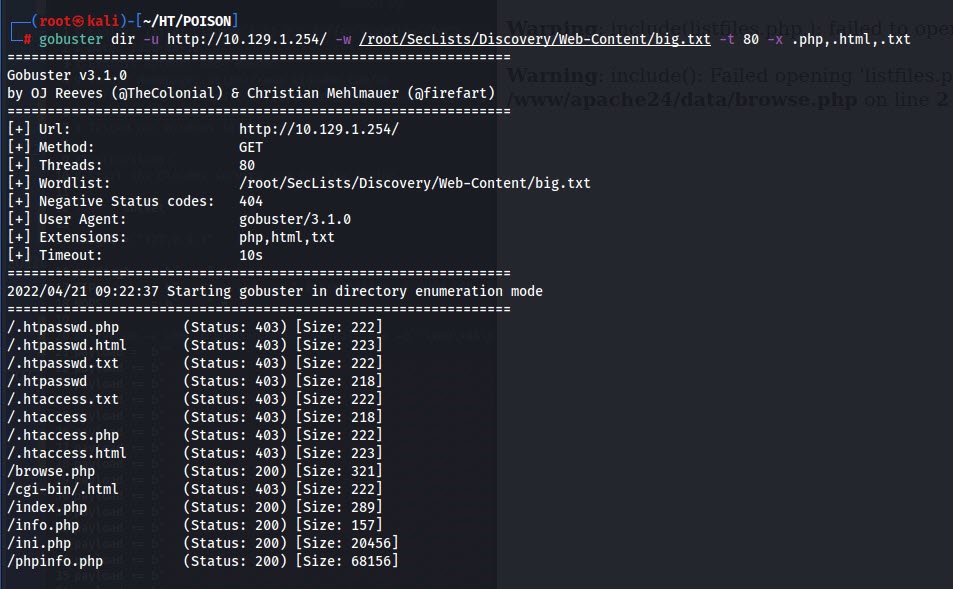 ┌──(root㉿kali)-[~/HT/POISON]
└─# gobuster dir -u http://10.129.1.254/ -w /root/SecLists/Discovery/Web-Content/big.txt -t 80 -x .php,.html,.txt
Warning: include(listfiles.php ): failed to open
Warning: include(): Failed opening 'listfiles.p
/www/apache24/data/browse.php on line 2
===============================================================
Gobuster v3.1.0
by OJ Reeves (@TheColonial) & Christian Mehlmauer (@firefart)
===============================================================
[+] Url: http://10.129.1.254/
[+] Method: GET
[+] Threads: 80
[+] Wordlist: /root/SecLists/Discovery/Web-Content/big.txt
[+] Negative Status codes: 404
[+] User Agent: gobuster/3.1.0
[+] Extensions: php,html,txt
[+] Timeout: 10s
===============================================================
2022/04/21 09:22:37 Starting gobuster in directory enumeration mode
===============================================================
/.htpasswd.php (Status: 403) [Size: 222]
/.htpasswd.html (Status: 403) [Size: 223]
/.htpasswd.txt (Status: 403) [Size: 222]
/.htpasswd (Status: 403) [Size: 218]
/.htaccess.txt (Status: 403) [Size: 222]
/.htaccess (Status: 403) [Size: 218]
/.htaccess.php (Status: 403) [Size: 222]
/.htaccess.html (Status: 403) [Size: 223]
/browse.php (Status: 200) [Size: 321]
/cgi-bin/.html (Status: 403) [Size: 222]
/index.php (Status: 200) [Size: 289]
/info.php (Status: 200) [Size: 157]
/ini.php (Status: 200) [Size: 20456]
/phpinfo.php (Status: 200) [Size: 68156]